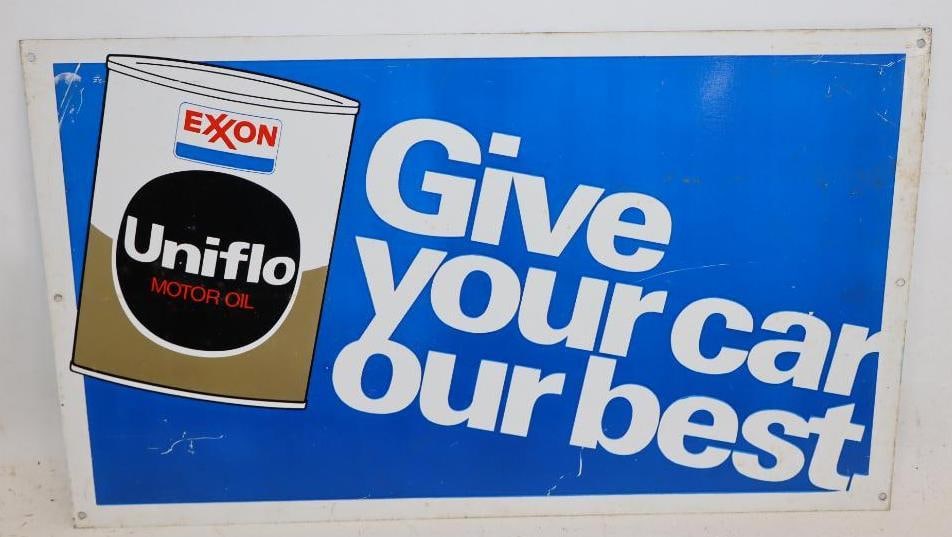 EXXON
Uniflo
MOTOR OIL
Give
your car
our best.